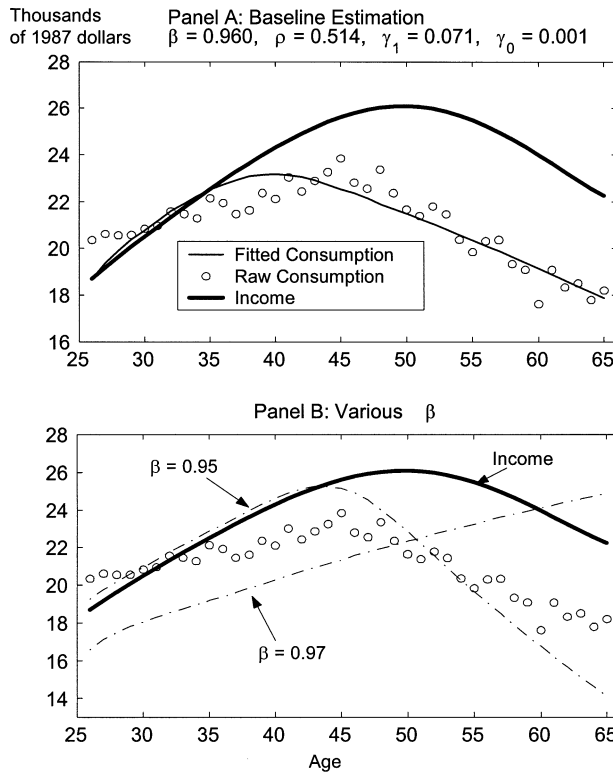 Thousands
of 1987 dollars
Panel A: Baseline Estimation
β = 0.960, ρ = 0.514, γ1 = 0.071, γ0 = 0.001
28
26
24
22
20
18
16
Fitted Consumption
Raw Consumption
Income
25 30 35 40 45 50 55 60 65
Panel B: Various β
28
26
24
22
20
18
16
14
β = 0.95
Income
β = 0.97
25 30 35 40 45 50 55 60 65
Age